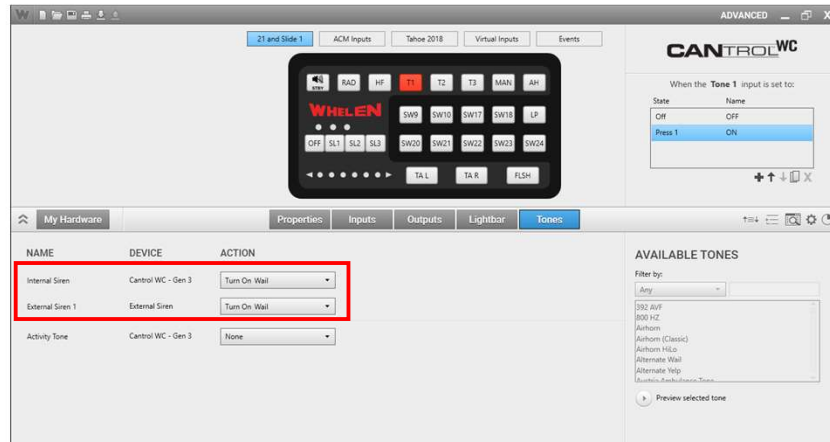 ADVANCED
21 and Slide 1 ACM Inputs Tahoe 2018 Virtual Inputs Events
CANTROLWC
STBY RAD HF T1 T2 T3 MAN AH
WHELEN SW9 SW10 SW17 SW18 LP
OFF SL1 SL2 SL3 SW20 SW21 SW22 SW23 SW24
TA L TA R FLSH
When the Tone 1 input is set to:
State Name
Off OFF
Press 1 ON
My Hardware Properties Inputs Outputs Lightbar Tones
NAME DEVICE ACTION
Internal Siren Cantrol WC - Gen 3 Turn On Wail
External Siren 1 External Siren Turn On Wail
Activity Tone Cantrol WC - Gen 3 None
AVAILABLE TONES
Filter by:
Any
392 AVF
800 HZ
Airhorn
Airhorn (Classic)
Airhorn HiLo
Alternate Wail
Alternate Yelp
Preview selected tone